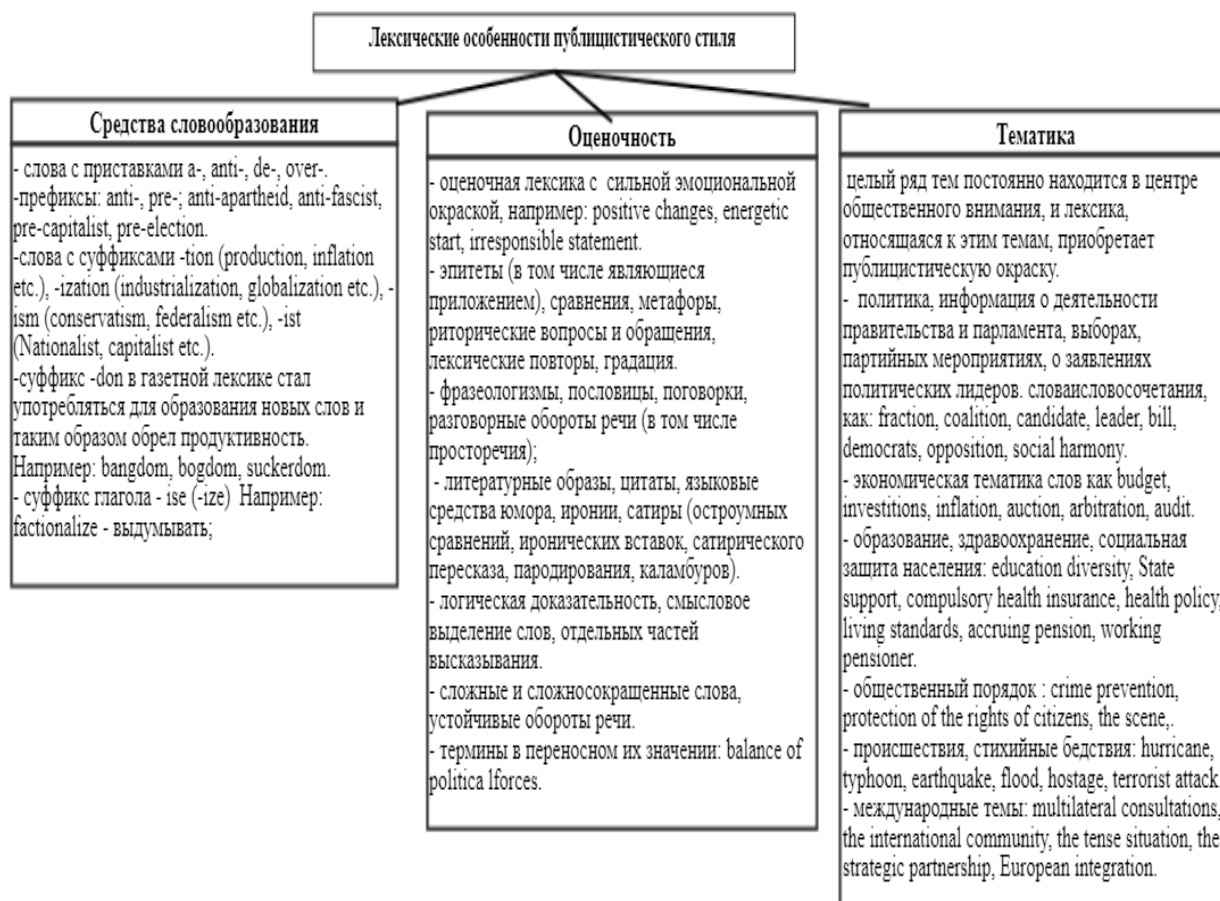 Лексические особенности публицистического стиля
Средства словообразования
- слова с приставками a-, anti-, de-, over-.
-префиксы: anti-, pre-; anti-apartheid, anti-fascist,
pre-capitalist, pre-election.
-слова с суффиксами -tion (production, inflation
etc.), -ization (industrialization, globalization etc.), -
ism (conservatism, federalism etc.), -ist
(Nationalist, capitalist etc.).
-суффикс -don в газетной лексике стал
употребляться для образования новых слов и
таким образом обрел продуктивность.
Например: bangdom, bogdom, suckerdom.
- суффикс глагола - ise (-ize) Например:
factionalize - выдумывать;
Оценочность
- оценочная лексика с сильной эмоциональной
окраской, например: positive changes, energetic
start, irresponsible statement.
- эпитеты (в том числе являющиеся
приложением), сравнения, метафоры,
риторические вопросы и обращения,
лексические повторы, градация.
- фразеологизмы, пословицы, поговорки,
разговорные обороты речи (в том числе
просторечия);
- литературные образы, цитаты, языковые
средства юмора, иронии, сатиры (остроумных
сравнений, иронических вставок, сатирического
пересказа, пародирования, каламбуров).
- логическая доказательность, смысловое
выделение слов, отдельных частей
высказывания.
- сложные и сложносокращенные слова,
устойчивые обороты речи.
- термины в переносном их значении: balance of
politica lforces.
Тематика
целый ряд тем постоянно находится в центре
общественного внимания, и лексика,
относящаяся к этим темам, приобретает
публицистическую окраску.
- политика, информация о деятельности
правительства и парламента, выборах,
партийных мероприятиях, о заявлениях
политических лидеров. словаисловосочетания,
как: fraction, coalition, candidate, leader, bill,
democrats, opposition, social harmony.
- экономическая тематика слов как budget,
investitions, inflation, auction, arbitration, audit.
- образование, здравоохранение, социальная
защита населения: education diversity, State
support, compulsory health insurance, health policy,
living standards, accruing pension, working
pensioner.
- общественный порядок : crime prevention,
protection of the rights of citizens, the scene,.
- происшествия, стихийные бедствия: hurricane,
typhoon, earthquake, flood, hostage, terrorist attack.
- международные темы: multilateral consultations,
the international community, the tense situation, the
strategic partnership, European integration.